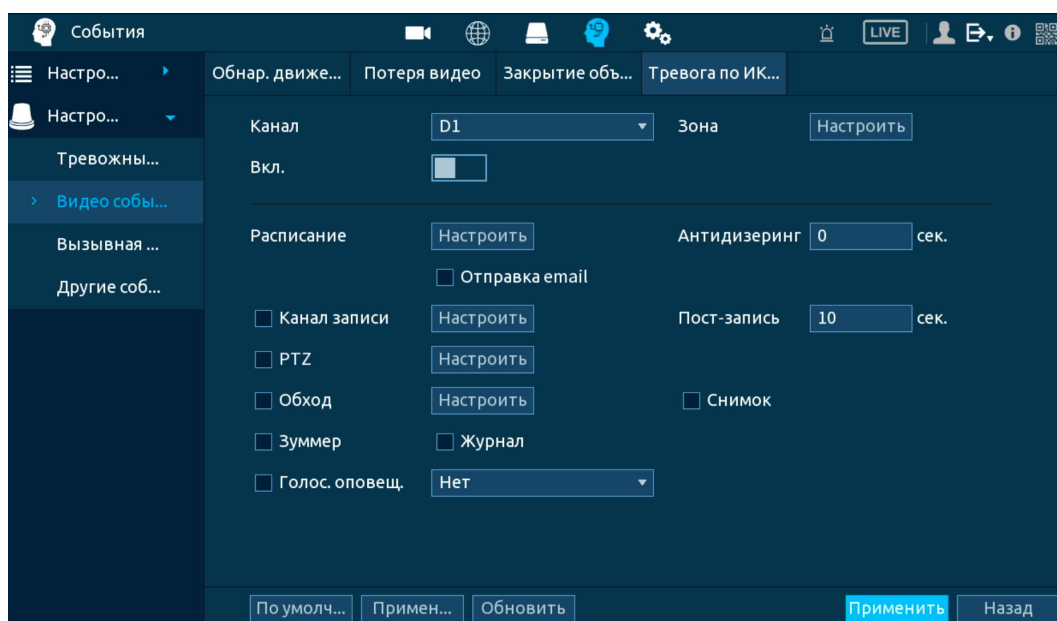 События LIVE
Настро... Обнар. движе... Потеря видео Закрытие объ... Тревога по ИК...
Настро...
Канал D1 Зона Настроить
Тревожны...
Вкл.
Видео собы...
Расписание Настроить Антидизеринг 0 сек.
Вызывная ...
Отправка email
Другие соб...
Канал записи Настроить Пост-запись 10 сек.
PTZ Настроить
Обход Настроить Снимок
Зуммер Журнал
Голос. оповещ. Нет
По умолч... Примен... Обновить Применить Назад